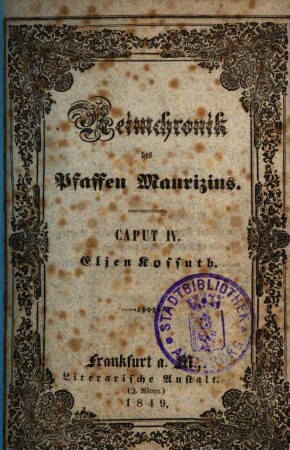 Reimchronik
des
Pfaffen Maurizius.
CAPUT IV.
Eljen Kossuth.
Frankfurt a. M.
Literarische Anstalt.
(J. Rütten.)
1849.
STADTBIBLIOTHEK